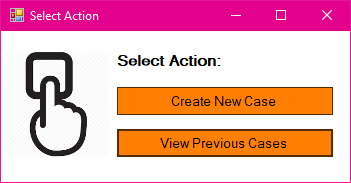 Select Action
Select Action:
Create New Case
View Previous Cases